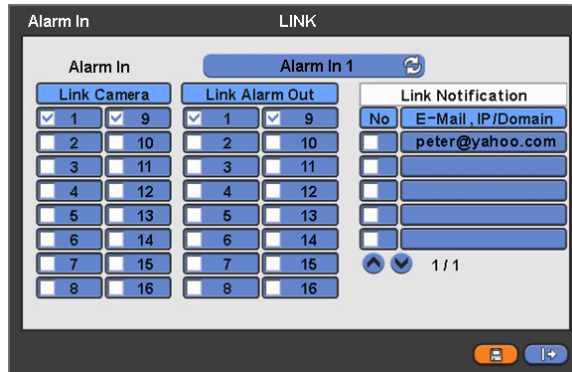 Alarm In LINK
Alarm In Alarm In 1
Link Camera Link Alarm Out Link Notification
1 9 1 9 No E-Mail , IP/Domain
2 10 2 10 peter@yahoo.com
3 11 3 11
4 12 4 12
5 13 5 13
6 14 6 14
7 15 7 15 1 / 1
8 16 8 16